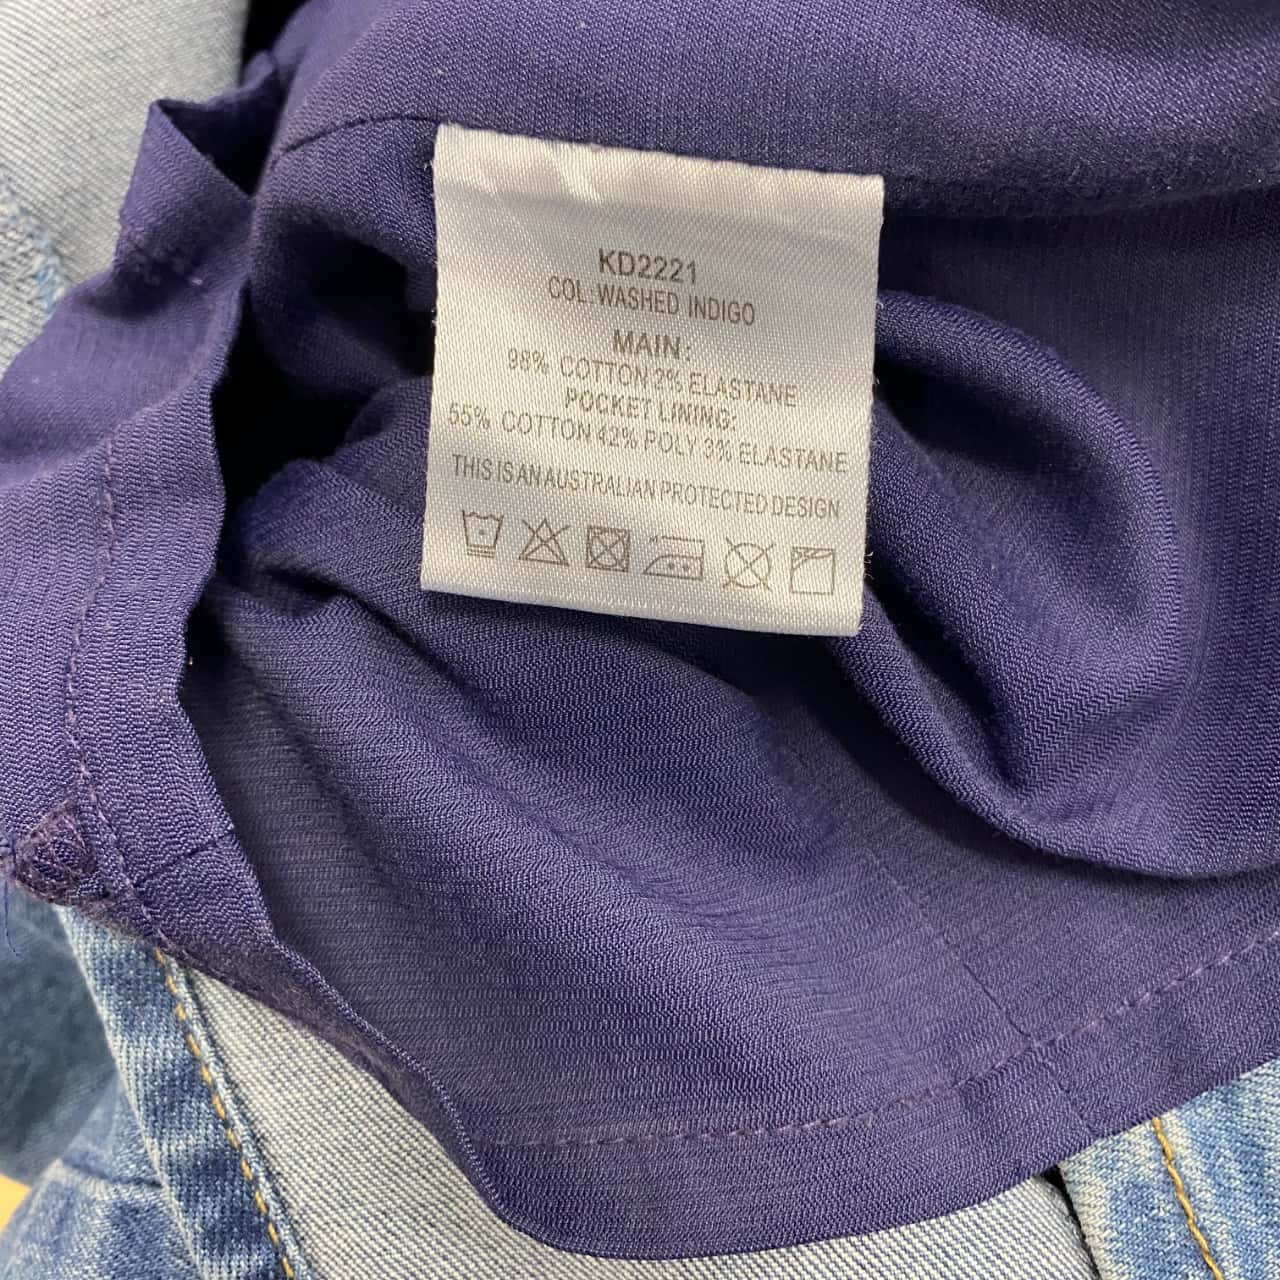 KD2221
COL:WASHED INDIGO
MAIN:
98% COTTON 2% ELASTANE
POCKET LINING:
55% COTTON 42% POLY 3% ELASTANE
THIS IS AN AUSTRALIAN PROTECTED DESIGN